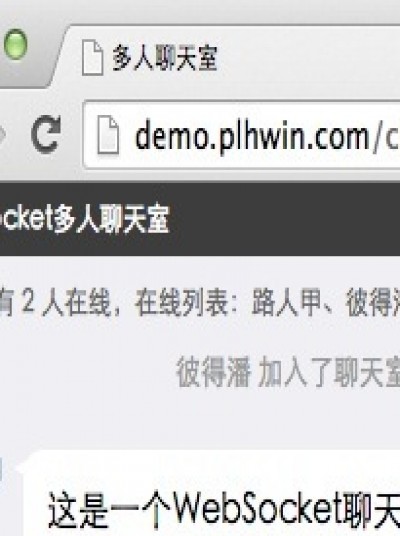 多人聊天室
demo.plhwin.com/c
ocket多人聊天室
有 2 人在线，在线列表：路人甲、彼得潘
彼得潘 加入了聊天室
这是一个WebSocket聊天